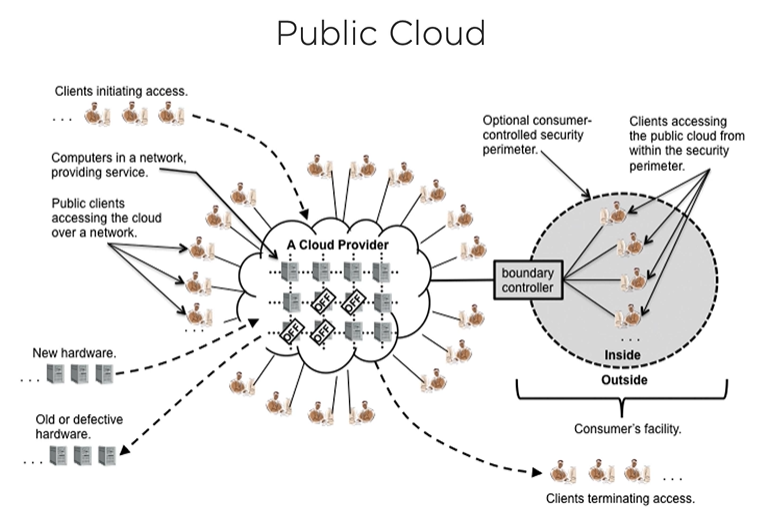 Public Cloud
Clients initiating access.
. . .
Computers in a network,
providing service.
Public clients
accessing the cloud
over a network.
. . .
New hardware.
. . .
Old or defective
hardware.
. . .
A Cloud Provider
OFF
OFF
OFF
OFF
Optional consumer-
controlled security
perimeter.
Clients accessing
the public cloud from
within the security
perimeter.
boundary
controller
. . .
Inside
Outside
Consumer's facility.
. . .
Clients terminating access.